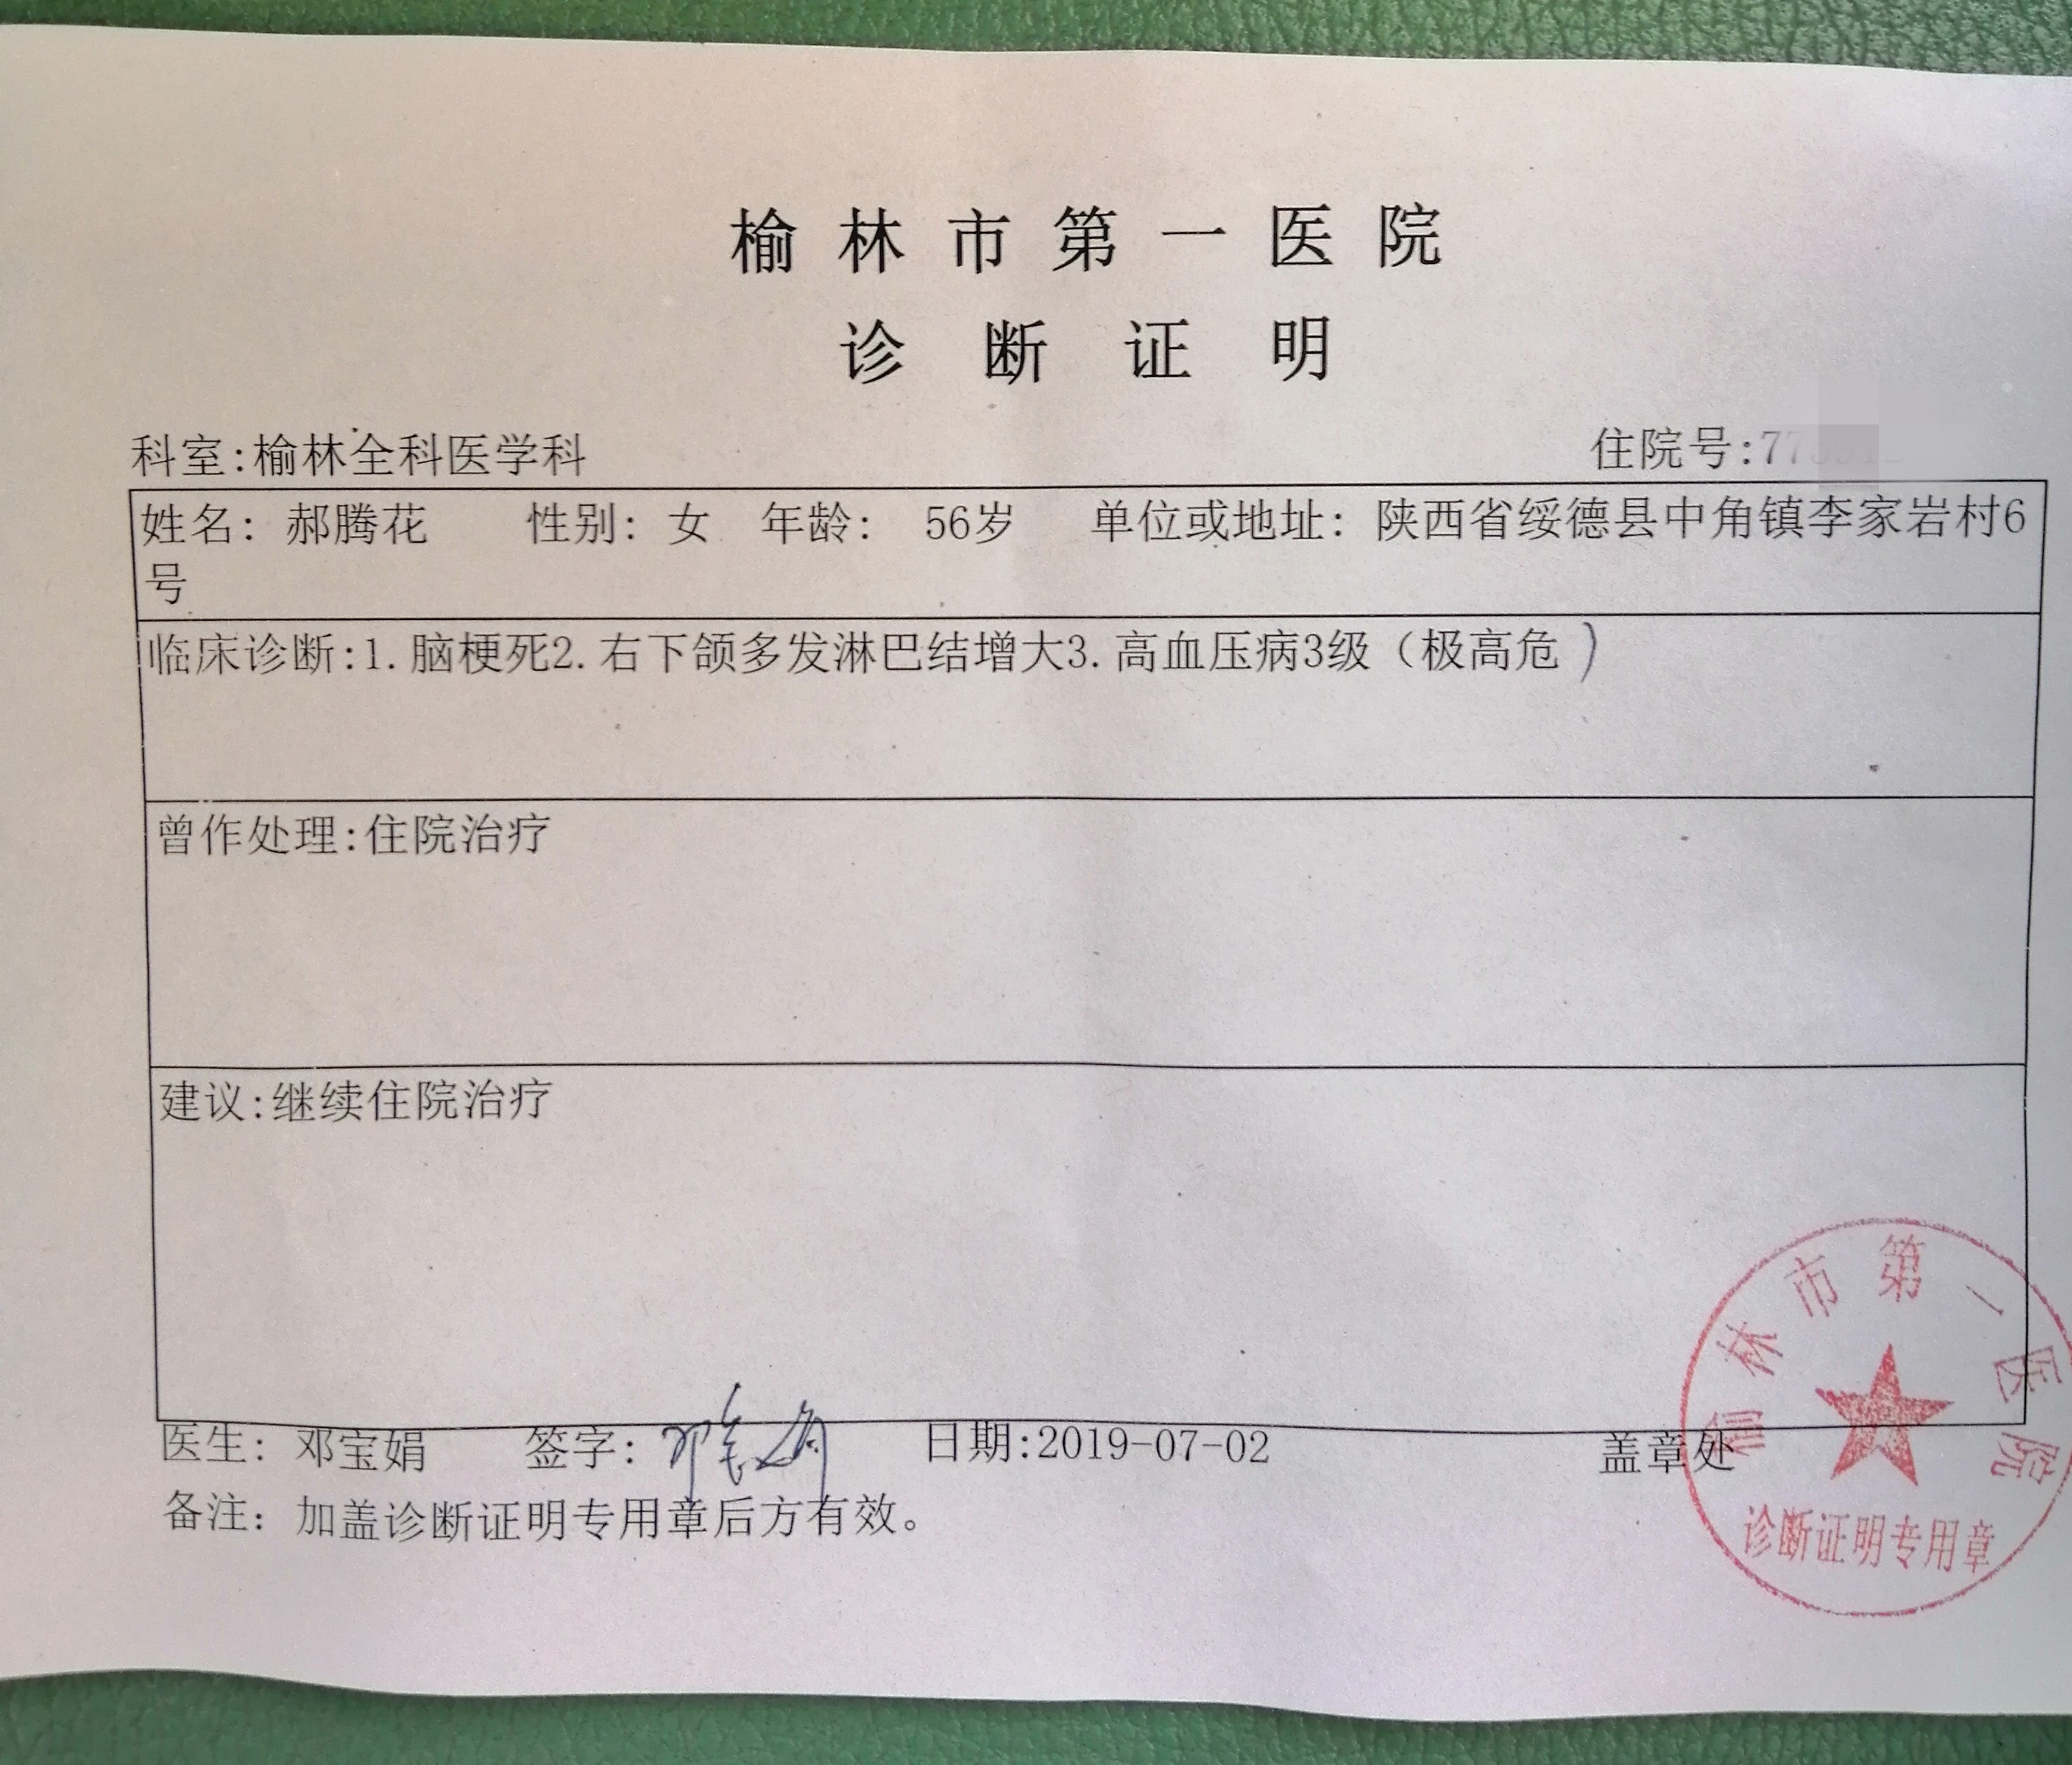 榆林市第一医院
诊断证明
科室:榆林全科医学科 住院号:77
姓名: 郝腾花 性别: 女 年龄: 56岁 单位或地址: 陕西省绥德县中角镇李家岩村6
号
临床诊断:1.脑梗死2.右下颌多发淋巴结增大3.高血压病3级（极高危）
曾作处理:住院治疗
建议:继续住院治疗
医生: 邓宝娟 签字: 邓宝娟 日期:2019-07-02 盖章处
备注: 加盖诊断证明专用章后方有效。
榆林市第一医院
诊断证明专用章